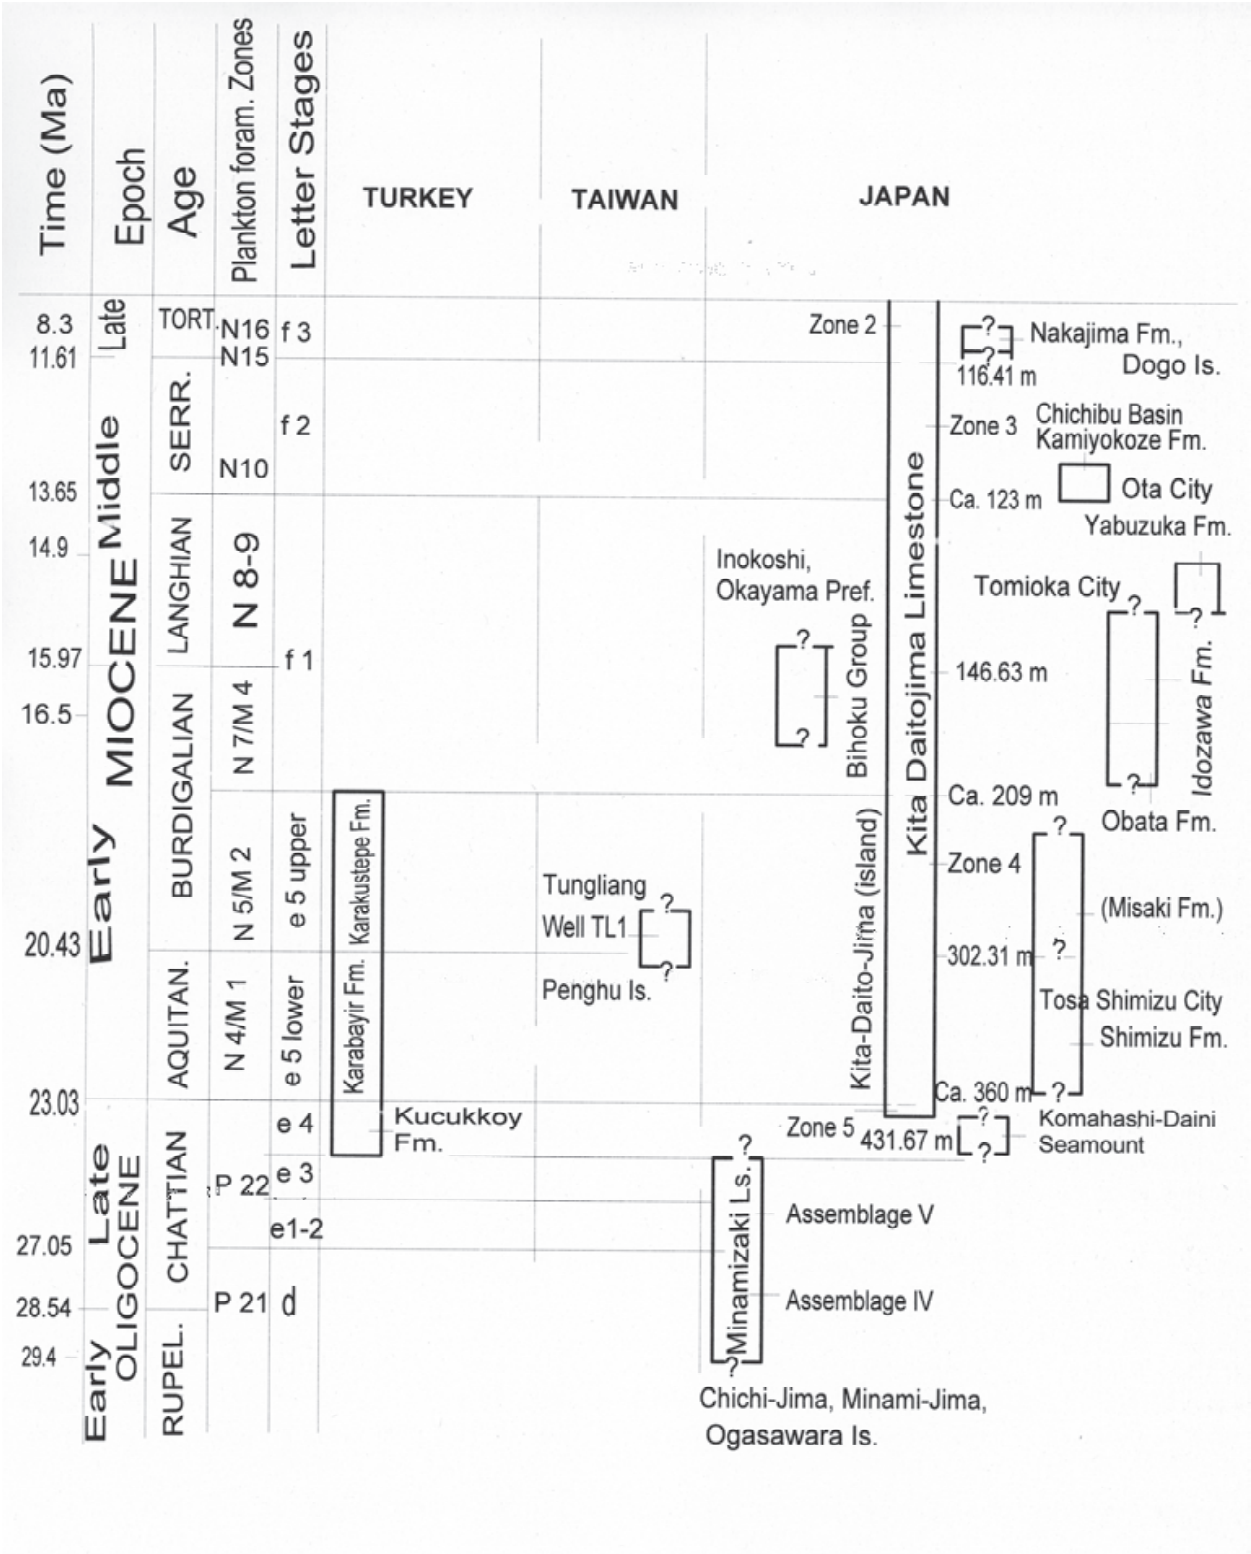 Time (Ma)
Epoch
Age
Plankton foram. Zones
Letter Stages
TURKEY
TAIWAN
JAPAN
8.3
11.61
13.65
14.9
15.97
16.5
20.43
23.03
27.05
28.54
29.4
Late
Middle
Early
MIOCENE
Late
Early
OLIGOCENE
TORT.
SERR.
LANGHIAN
BURDIGALIAN
AQUITAN.
CHATTIAN
RUPEL.
N16
N15
N10
N 8-9
N 7/M 4
N 5/M 2
N 4/M 1
P 22
P 21
f 3
f 2
f 1
e 5 upper
e 5 lower
e 4
e 3
e1-2
d
Karakustepe Fm.
Karabayir Fm.
Kucukkoy
Fm.
Tungliang
Well TL1
Penghu Is.
?
?
Inokoshi,
Okayama Pref.
?
?
Bihoku Group
Kita-Daito-Jima (island)
Kita Daitojima Limestone
Zone 2
116.41 m
Zone 3
Ca. 123 m
146.63 m
Ca. 209 m
Zone 4
302.31 m
Ca. 360 m
Zone 5
431.67 m
?
?
Nakajima Fm.,
Dogo Is.
Chichibu Basin
Kamiyokoze Fm.
Ota City
Yabuzuka Fm.
Tomioka City
?
?
?
Idozawa Fm.
Obata Fm.
?
(Misaki Fm.)
?
Tosa Shimizu City
Shimizu Fm.
?
?
?
Komahashi-Daini
Seamount
?
Minamizaki Ls.
?
Assemblage V
Assemblage IV
Chichi-Jima, Minami-Jima,
Ogasawara Is.